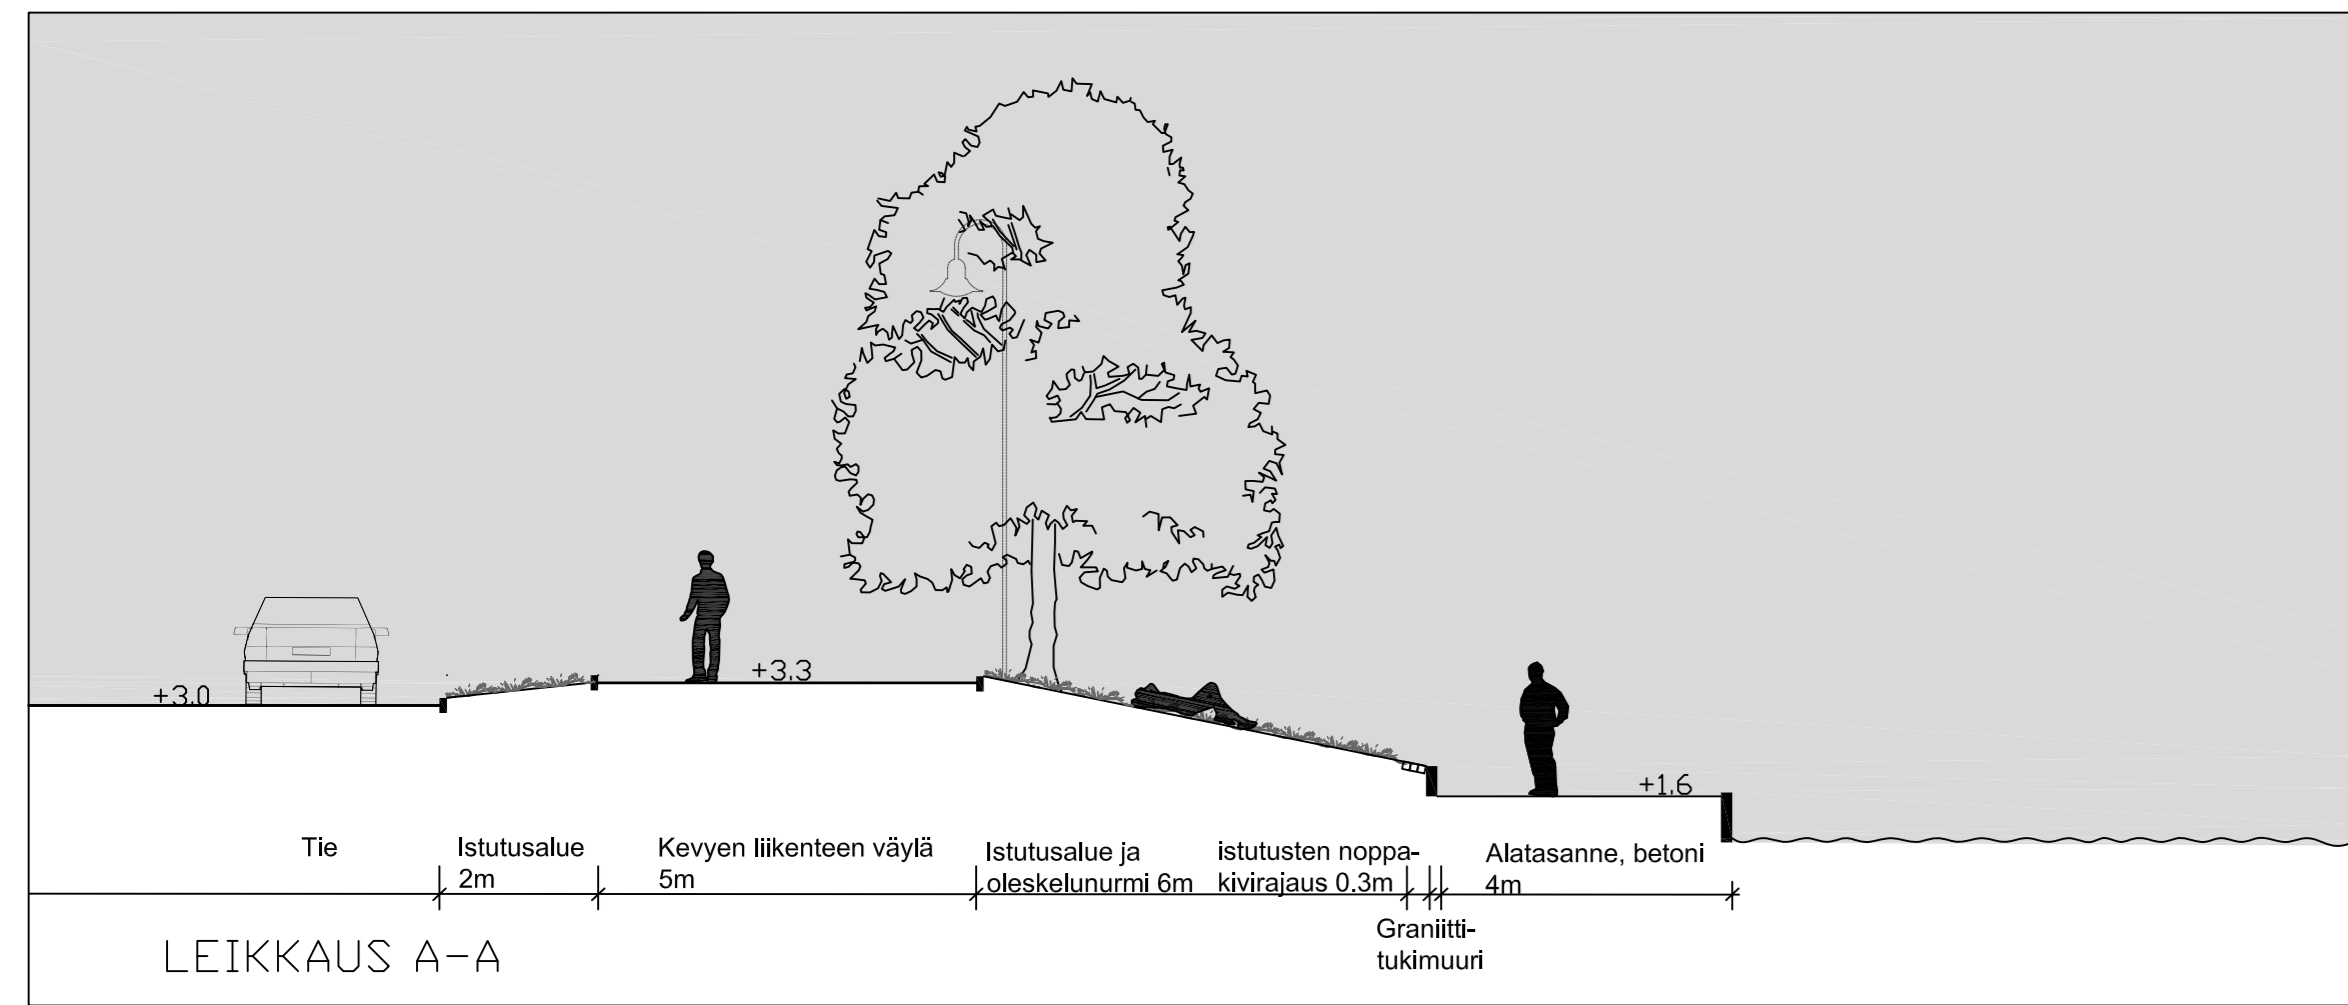 +3.0
+3.3
+1.6
Tie
Istutusalue
2m
Kevyen liikenteen väylä
5m
Istutusalue ja
oleskelunurmi 6m
istutusten noppa-
kivirajaus 0.3m
Graniitti-
tukimuuri
Alatasanne, betoni
4m
LEIKKAUS A-A